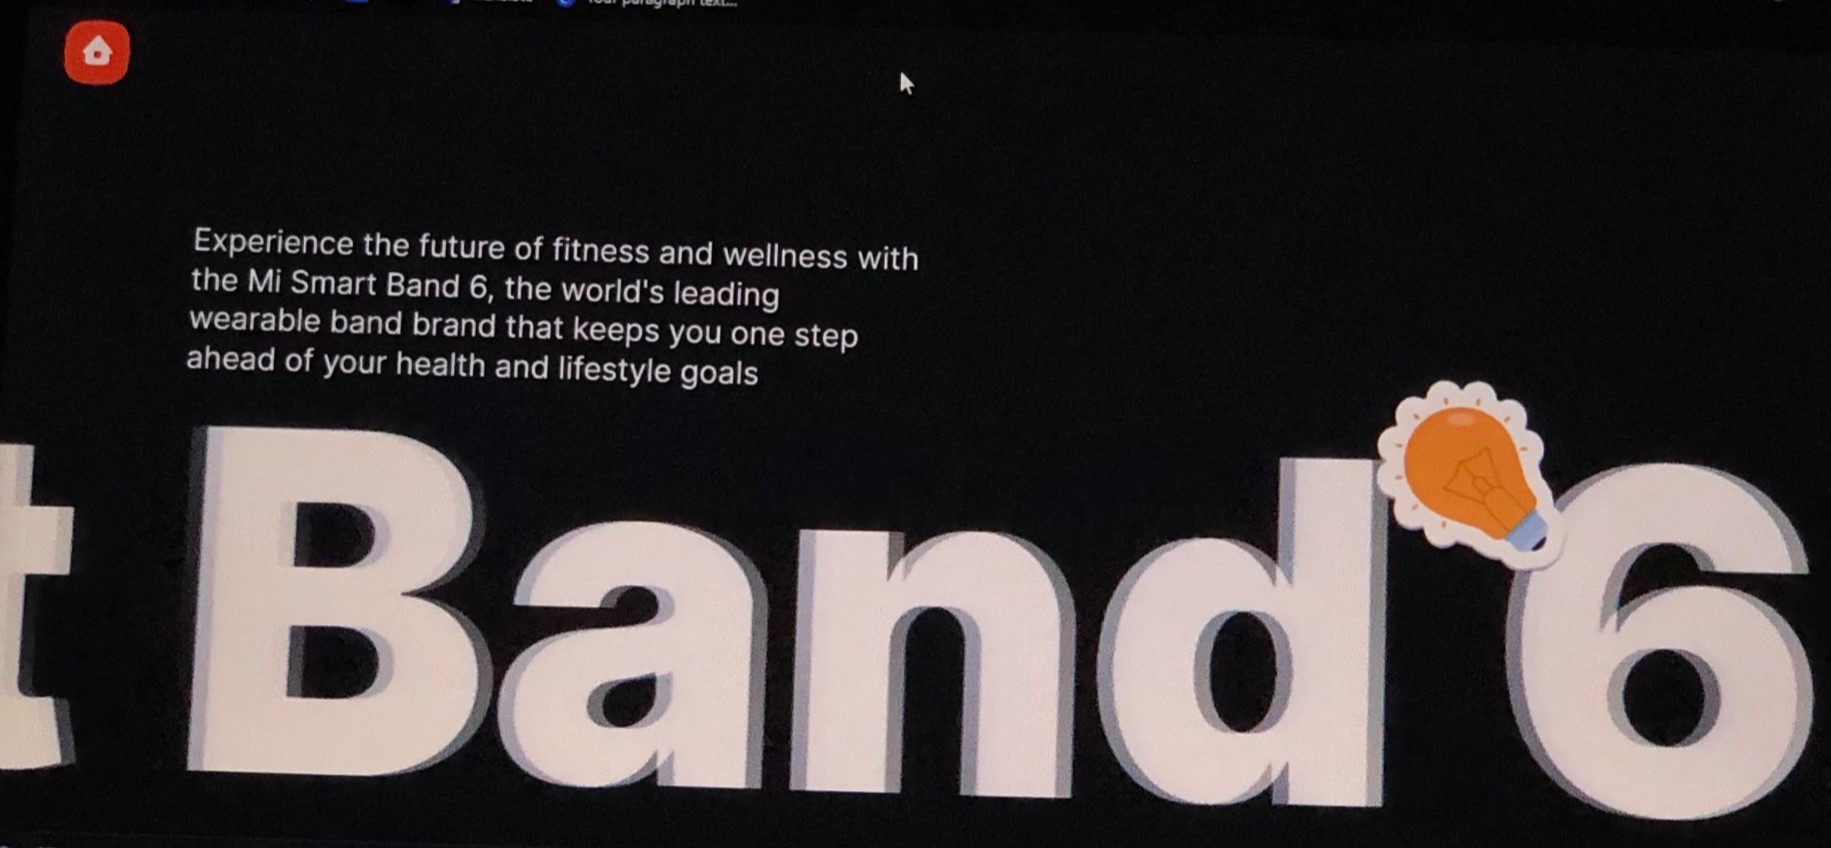 Your paragraph text...
Experience the future of fitness and wellness with
the Mi Smart Band 6, the world's leading
wearable band brand that keeps you one step
ahead of your health and lifestyle goals
t Band 6